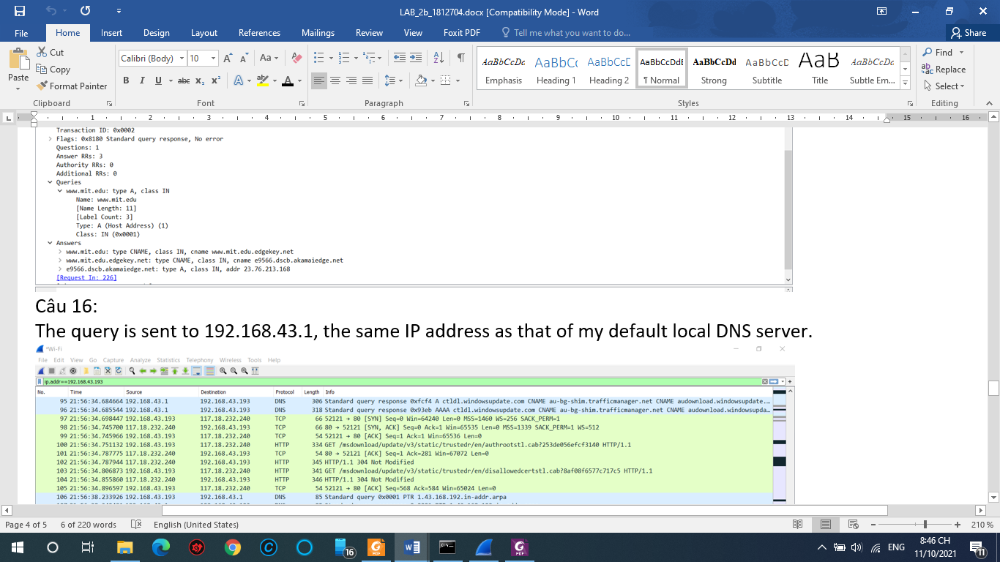 LAB_2b_1812704.docx [Compatibility Mode] - Word
File Home Insert Design Layout References Mailings Review View Foxit PDF Tell me what you want to do... Share
Paste Cut Copy Format Painter
Calibri (Body) 10
AaBbCcDc AaBbCc AaBbCcD AaBbCcDdE AaBbCcDd AaBbCcD AaB AaBbCcDc
Emphasis Heading 1 Heading 2 ¶ Normal Strong Subtitle Title Subtle Em...
Find Replace Select
Clipboard Font Paragraph Styles Editing
1 2 3 4 5 6 7 8 9 10 11 12 13 14 15 16
Transaction ID: 0x0002
Flags: 0x8180 Standard query response, No error
Questions: 1
Answer RRs: 3
Authority RRs: 0
Additional RRs: 0
Queries
www.mit.edu: type A, class IN
Name: www.mit.edu
[Name Length: 11]
[Label Count: 3]
Type: A (Host Address) (1)
Class: IN (0x0001)
Answers
www.mit.edu: type CNAME, class IN, cname www.mit.edu.edgekey.net
www.mit.edu.edgekey.net: type CNAME, class IN, cname e9566.dscb.akamaiedge.net
e9566.dscb.akamaiedge.net: type A, class IN, addr 23.76.213.168
[Request In: 226]
Câu 16:
The query is sent to 192.168.43.1, the same IP address as that of my default local DNS server.
*Wi-Fi
File Edit View Go Capture Analyze Statistics Telephony Wireless Tools Help
ip.addr==192.168.43.193
No. Time Source Destination Protocol Length Info
95 21:56:34.684664 192.168.43.1 192.168.43.193 DNS 306 Standard query response 0xfcf4 A ctldl.windowsupdate.com CNAME au-bg-shim.trafficmanager.net CNAME audownload.windowsupdate....
96 21:56:34.685544 192.168.43.1 192.168.43.193 DNS 318 Standard query response 0x93eb AAAA ctldl.windowsupdate.com CNAME au-bg-shim.trafficmanager.net CNAME audownload.windowsupda...
97 21:56:34.698447 192.168.43.193 117.18.232.240 TCP 66 52121 → 80 [SYN] Seq=0 Win=64240 Len=0 MSS=1460 WS=256 SACK_PERM=1
98 21:56:34.745700 117.18.232.240 192.168.43.193 TCP 66 80 → 52121 [SYN, ACK] Seq=0 Ack=1 Win=65535 Len=0 MSS=1339 SACK_PERM=1 WS=512
99 21:56:34.745966 192.168.43.193 117.18.232.240 TCP 54 52121 → 80 [ACK] Seq=1 Ack=1 Win=65536 Len=0
100 21:56:34.751132 192.168.43.193 117.18.232.240 HTTP 334 GET /msdownload/update/v3/static/trustedr/en/authrootstl.cab?253de056efcf3140 HTTP/1.1
101 21:56:34.787775 117.18.232.240 192.168.43.193 TCP 54 80 → 52121 [ACK] Seq=1 Ack=281 Win=67072 Len=0
102 21:56:34.787944 117.18.232.240 192.168.43.193 HTTP 345 HTTP/1.1 304 Not Modified
103 21:56:34.806873 192.168.43.193 117.18.232.240 HTTP 341 GET /msdownload/update/v3/static/trustedr/en/disallowedcertstl.cab?8af08f6577c717c5 HTTP/1.1
104 21:56:34.855860 117.18.232.240 192.168.43.193 HTTP 346 HTTP/1.1 304 Not Modified
105 21:56:34.896597 192.168.43.193 117.18.232.240 TCP 54 52121 → 80 [ACK] Seq=568 Ack=584 Win=65024 Len=0
106 21:56:38.233926 192.168.43.193 192.168.43.1 DNS 85 Standard query 0x0001 PTR 1.43.168.192.in-addr.arpa
Page 4 of 5 6 of 220 words English (United States) 210 %
16 ENG 8:46 CH
11/10/2021 11